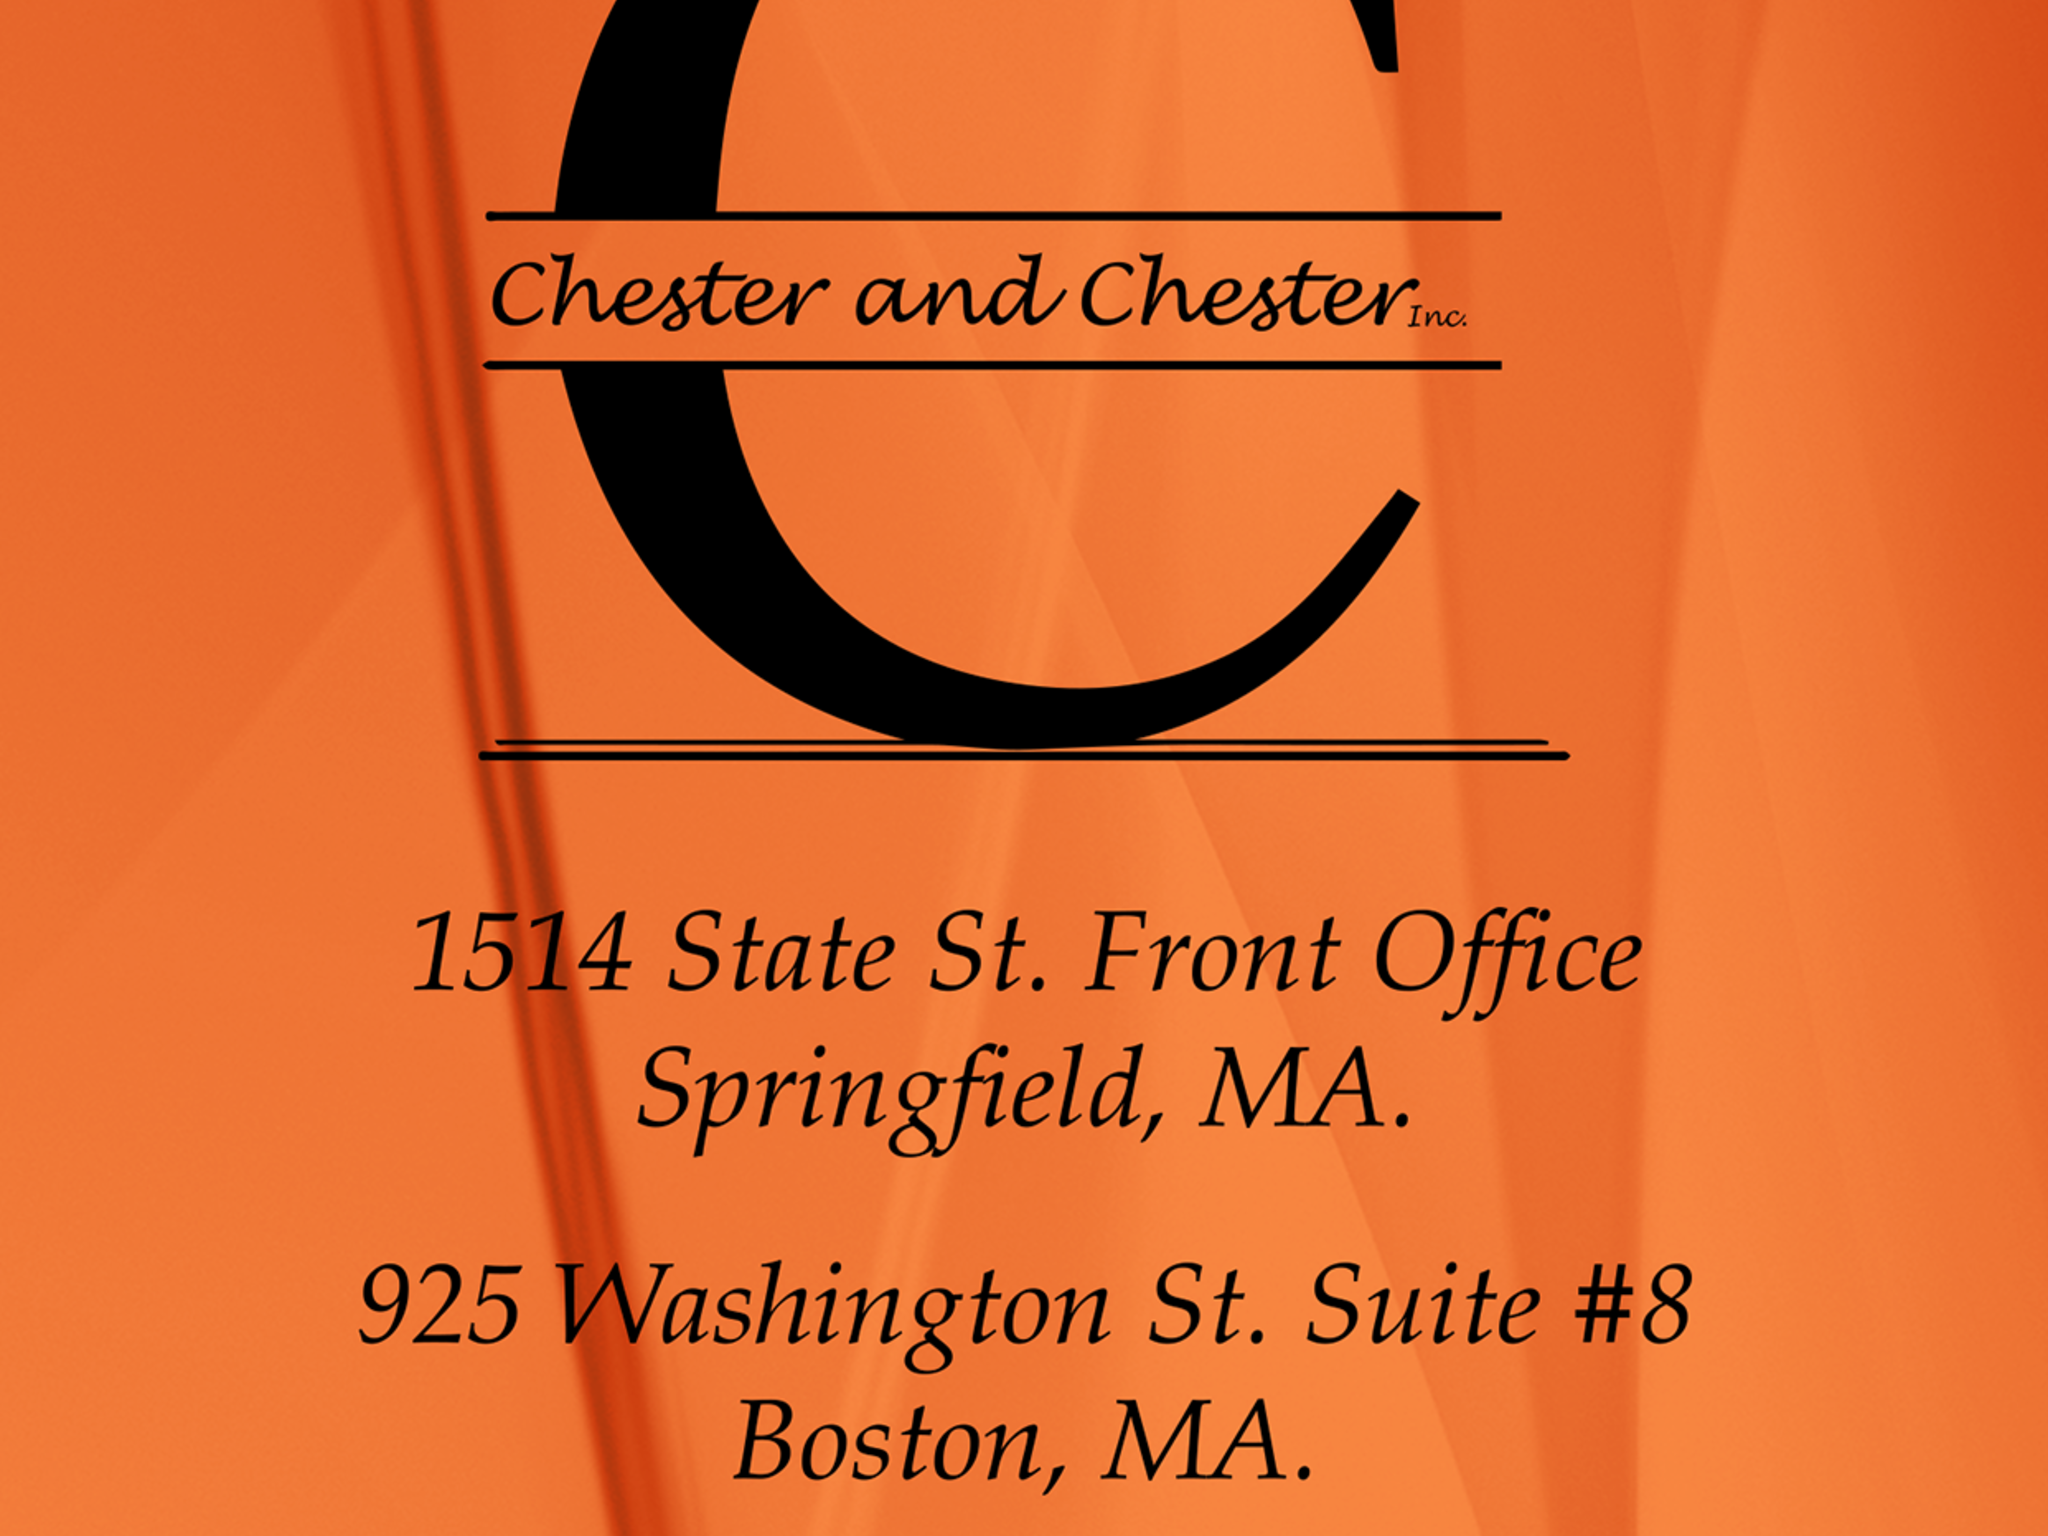 C
Chester and Chester Inc.
1514 State St. Front Office
Springfield, MA.
925 Washington St. Suite #8
Boston, MA.